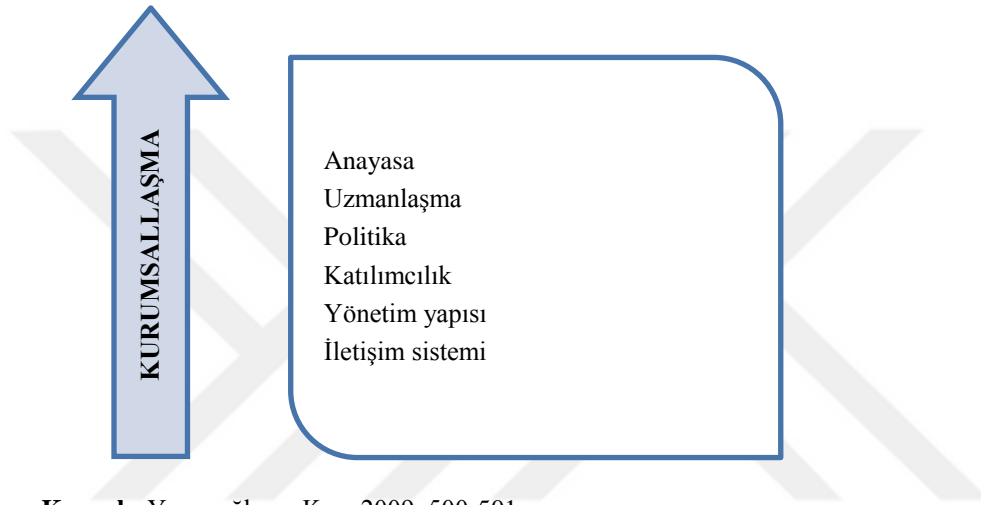 KURUMSALLAŞMA
Anayasa
Uzmanlaşma
Politika
Katılımcılık
Yönetim yapısı
İletişim sistemi